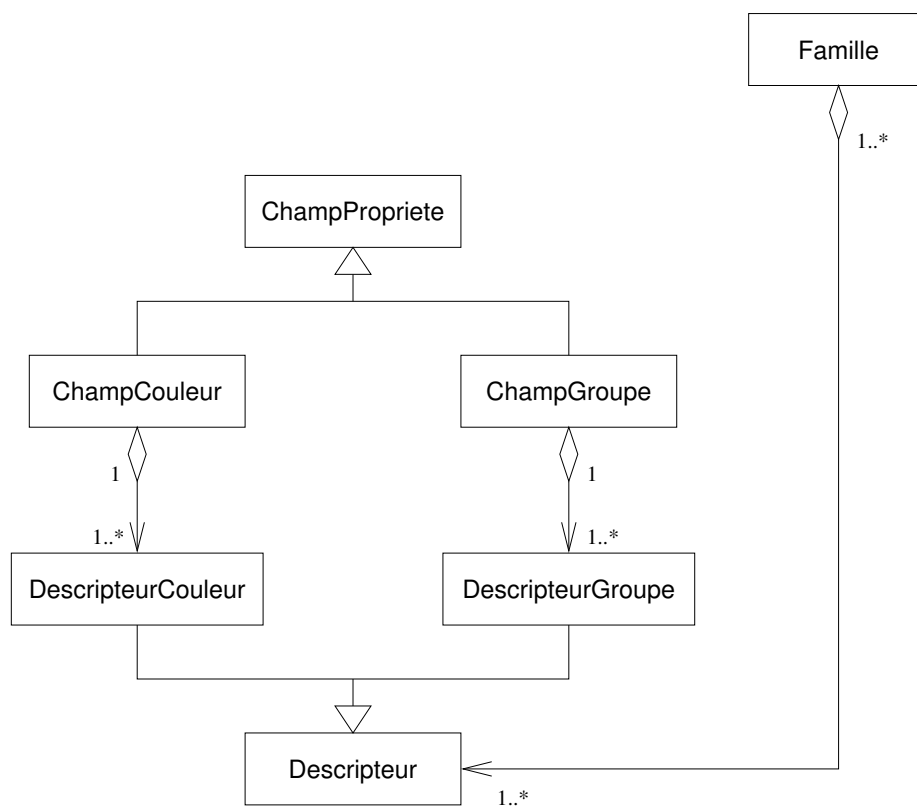 Famille
1..*
ChampPropriete
ChampCouleur
ChampGroupe
1
1
1..*
1..*
DescripteurCouleur
DescripteurGroupe
Descripteur
1..*